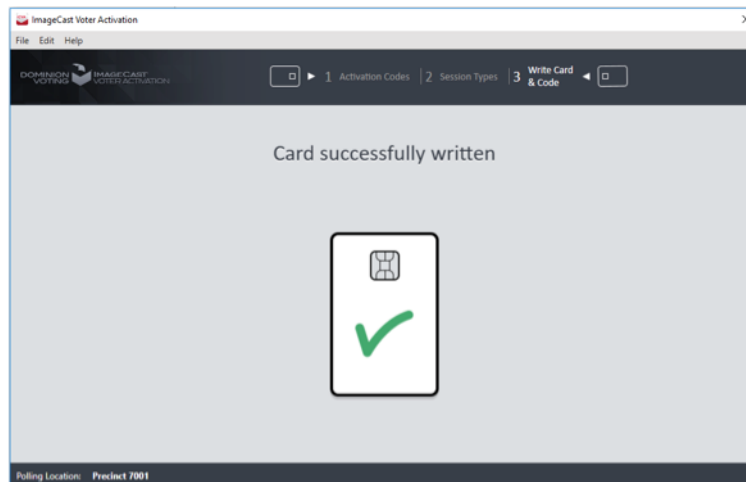 ImageCast Voter Activation
File Edit Help
DOMINION VOTING IMAGECAST VOTER ACTIVATION
1 Activation Codes 2 Session Types 3 Write Card & Code
Card successfully written
Polling Location: Precinct 7001